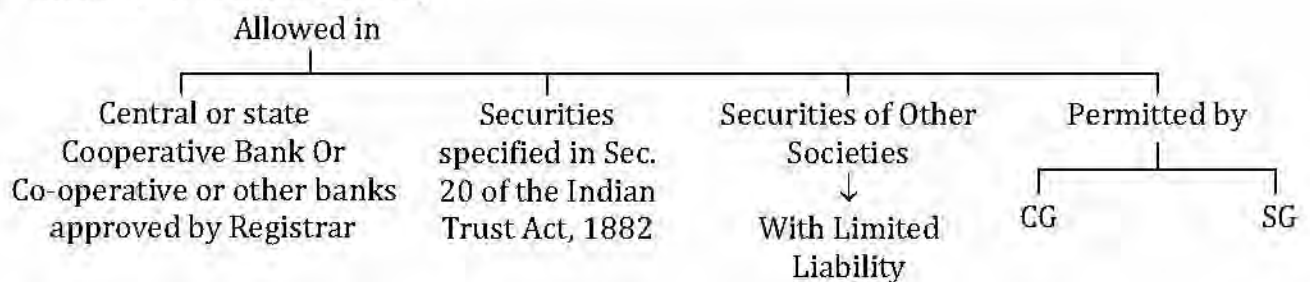 Allowed in
Central or state
Cooperative Bank Or
Co-operative or other banks
approved by Registrar
Securities
specified in Sec.
20 of the Indian
Trust Act, 1882
Securities of Other
Societies
↓
With Limited
Liability
Permitted by
CG
SG